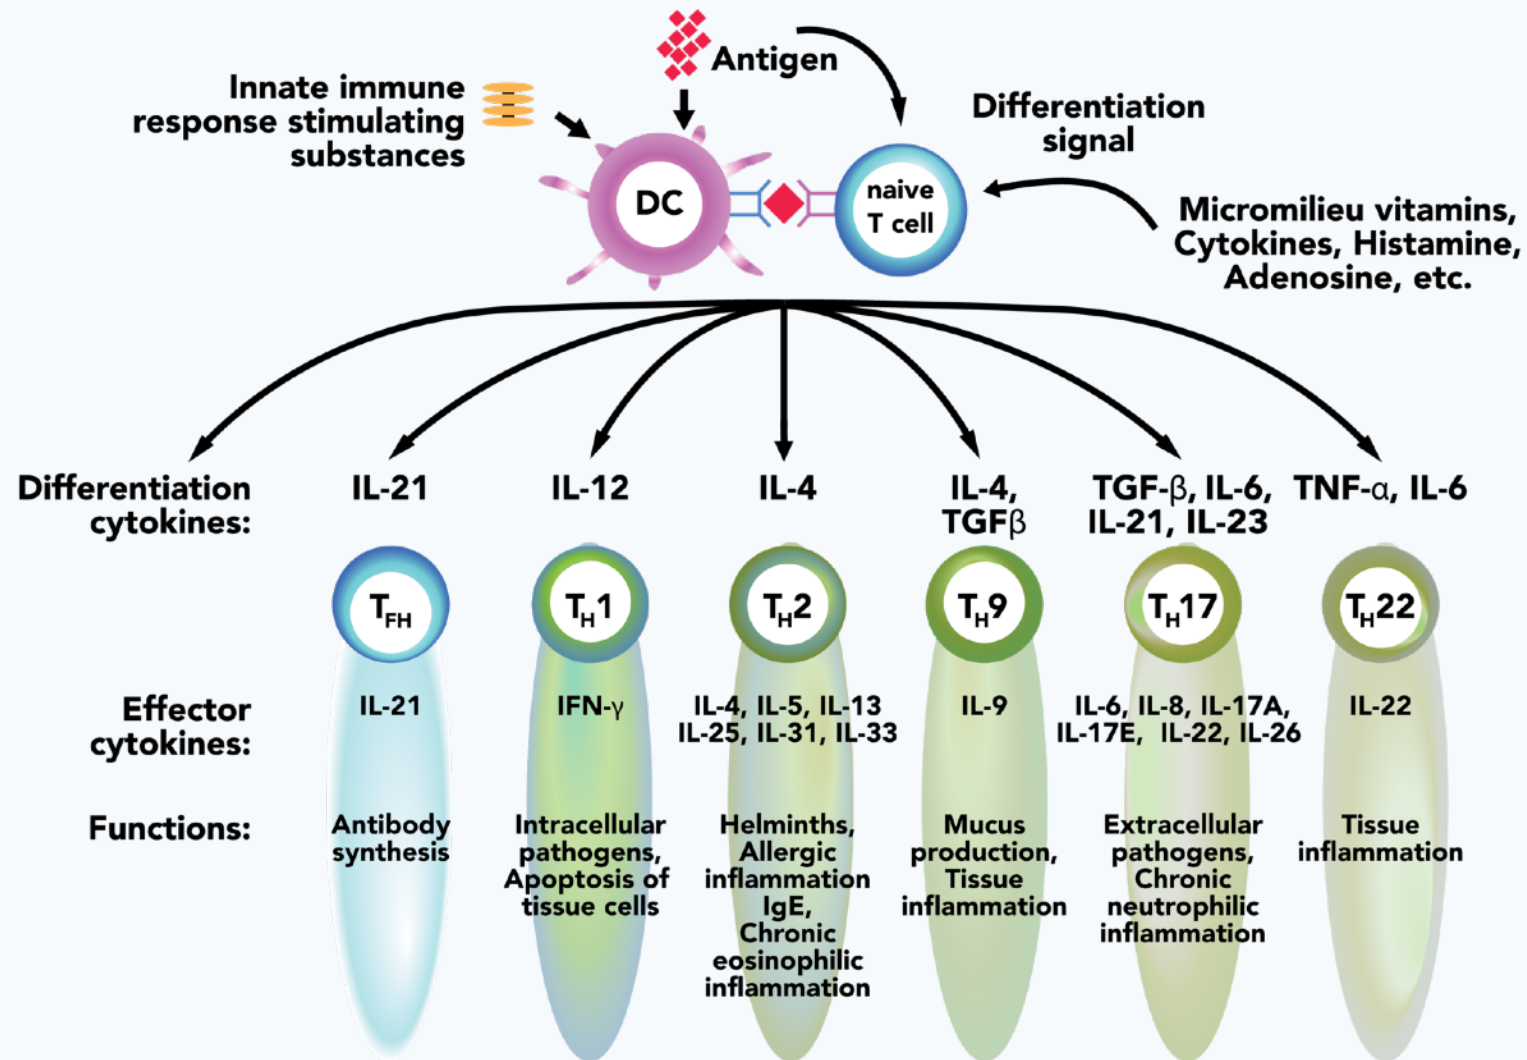 Antigen
Innate immune
response stimulating
substances
Differentiation
signal
DC
naive
T cell
Micromilieu vitamins,
Cytokines, Histamine,
Adenosine, etc.
Differentiation
cytokines:
IL-21
IL-12
IL-4
IL-4,
TGFβ
TGF-β, IL-6,
IL-21, IL-23
TNF-α, IL-6
TFH
TH1
TH2
TH9
TH17
TH22
Effector
cytokines:
IL-21
IFN-γ
IL-4, IL-5, IL-13
IL-25, IL-31, IL-33
IL-9
IL-6, IL-8, IL-17A,
IL-17E, IL-22, IL-26
IL-22
Functions:
Antibody
synthesis
Intracellular
pathogens,
Apoptosis of
tissue cells
Helminths,
Allergic
inflammation
IgE,
Chronic
eosinophilic
inflammation
Mucus
production,
Tissue
inflammation
Extracellular
pathogens,
Chronic
neutrophilic
inflammation
Tissue
inflammation